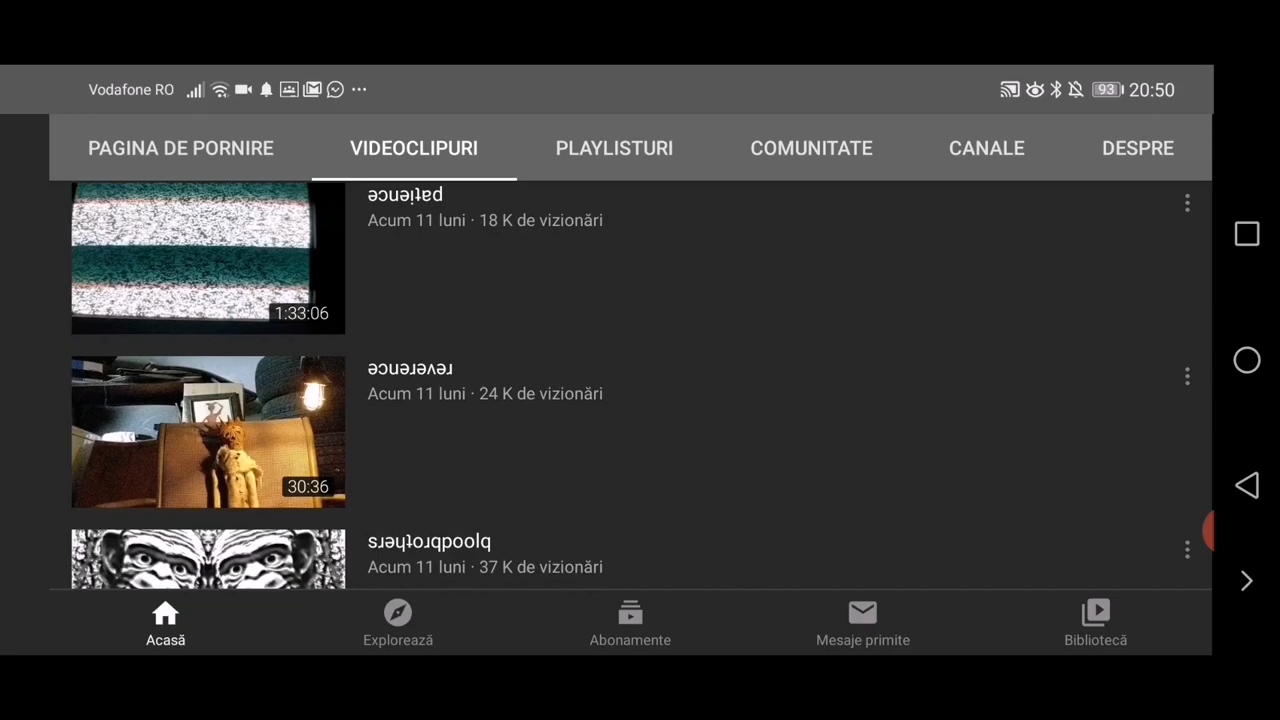 Vodafone RO 93 20:50
PAGINA DE PORNIRE VIDEOCLIPURI PLAYLISTURI COMUNITATE CANALE DESPRE
ǝɔuǝᴉʇɐd
Acum 11 luni · 18 K de vizionări
1:33:06
ǝɔuǝɹǝʌǝɹ
Acum 11 luni · 24 K de vizionări
30:36
sɹǝɥʇoɹqpoolq
Acum 11 luni · 37 K de vizionări
Acasă Explorează Abonamente Mesaje primite Bibliotecă